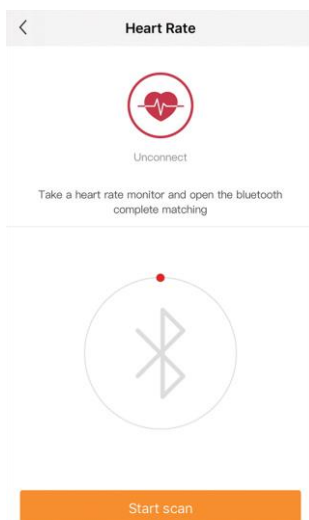 Heart Rate
Unconnect
Take a heart rate monitor and open the bluetooth
complete matching
Start scan